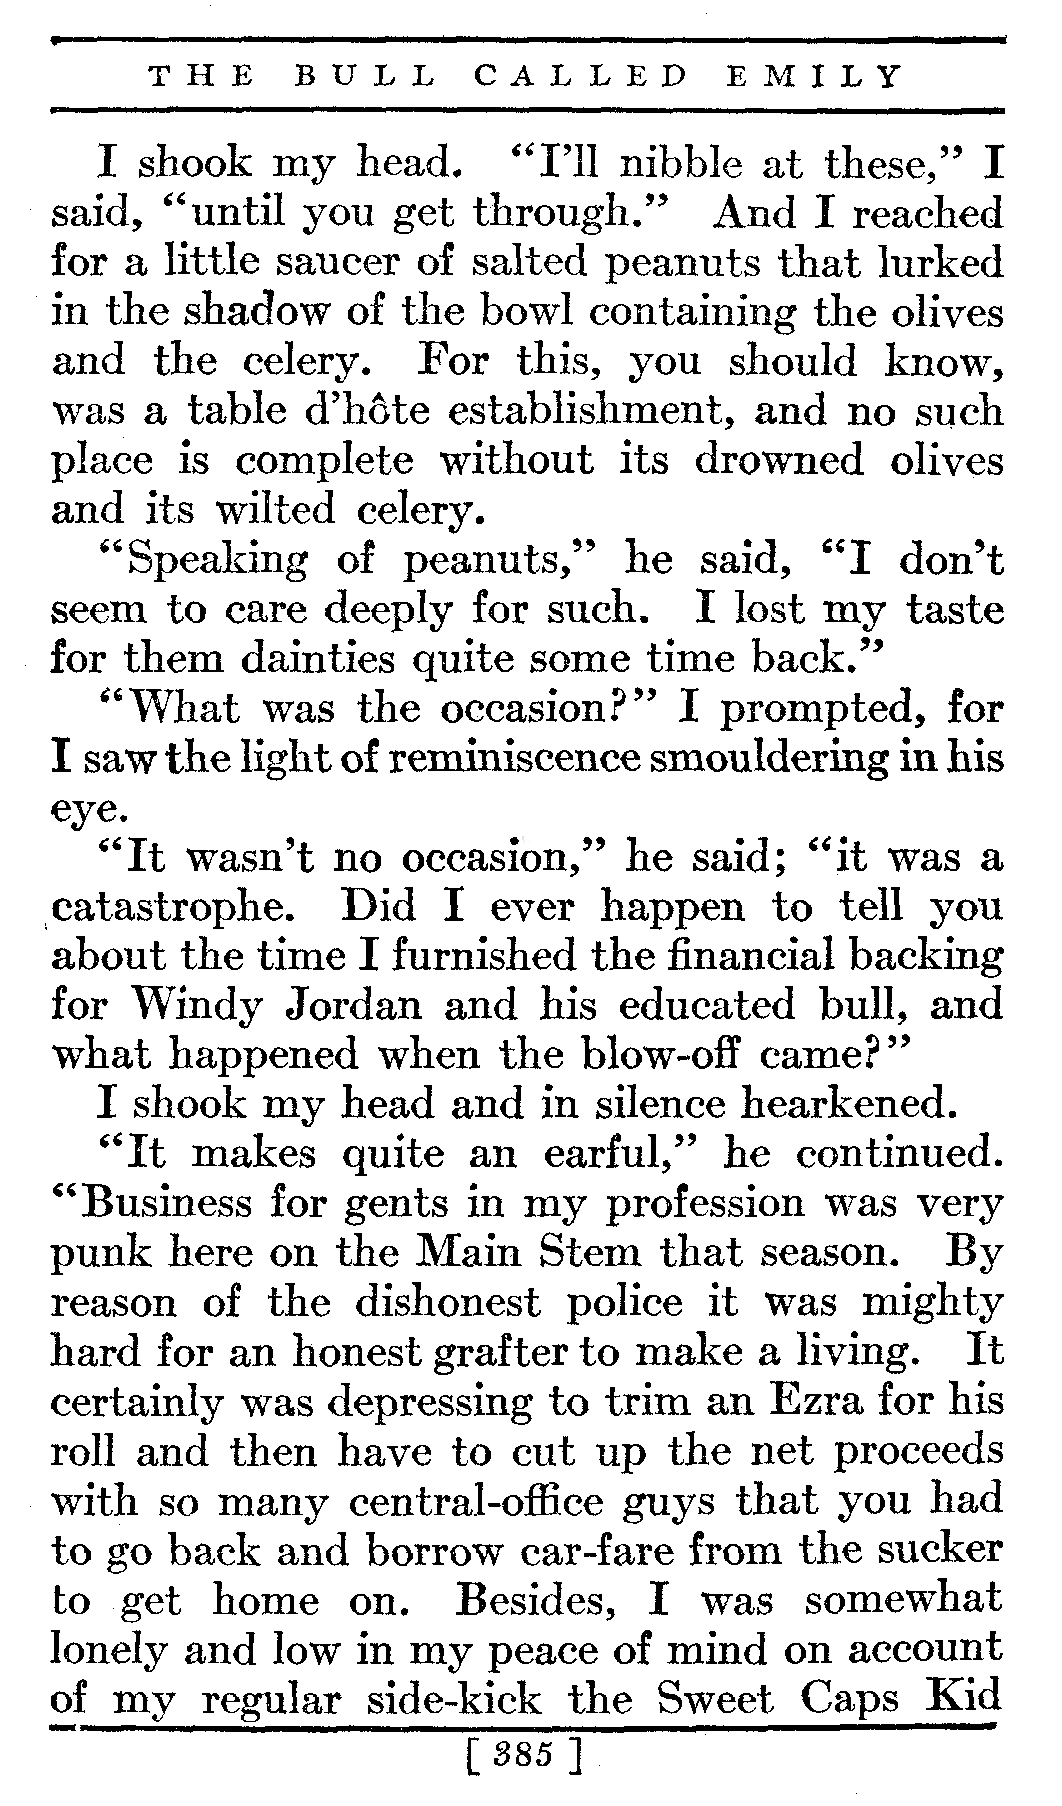 THE BULL CALLED EMILY
I shook my head. "I'll nibble at these," I
said, "until you get through." And I reached
for a little saucer of salted peanuts that lurked
in the shadow of the bowl containing the olives
and the celery. For this, you should know,
was a table d'hôte establishment, and no such
place is complete without its drowned olives
and its wilted celery.
"Speaking of peanuts," he said, "I don't
seem to care deeply for such. I lost my taste
for them dainties quite some time back."
"What was the occasion?" I prompted, for
I saw the light of reminiscence smouldering in his
eye.
"It wasn't no occasion," he said; "it was a
catastrophe. Did I ever happen to tell you
about the time I furnished the financial backing
for Windy Jordan and his educated bull, and
what happened when the blow-off came?"
I shook my head and in silence hearkened.
"It makes quite an earful," he continued.
"Business for gents in my profession was very
punk here on the Main Stem that season. By
reason of the dishonest police it was mighty
hard for an honest grafter to make a living. It
certainly was depressing to trim an Ezra for his
roll and then have to cut up the net proceeds
with so many central-office guys that you had
to go back and borrow car-fare from the sucker
to get home on. Besides, I was somewhat
lonely and low in my peace of mind on account
of my regular side-kick the Sweet Caps Kid
[ 385 ]